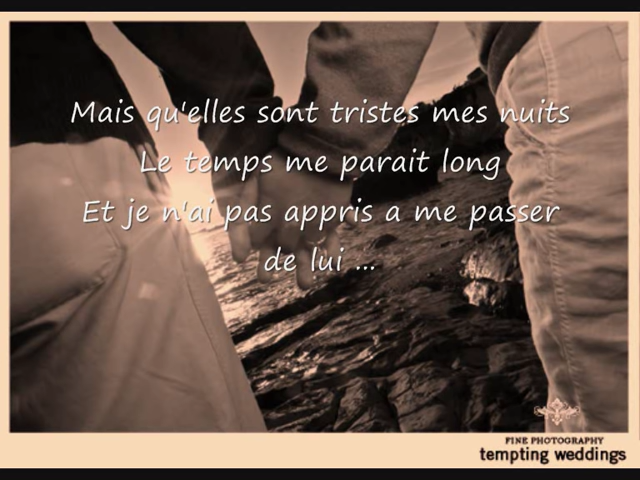 Mais qu'elles sont tristes mes nuits
Le temps me parait long
Et je n'ai pas appris a me passer
de lui ...
FINE PHOTOGRAPHY
tempting weddings